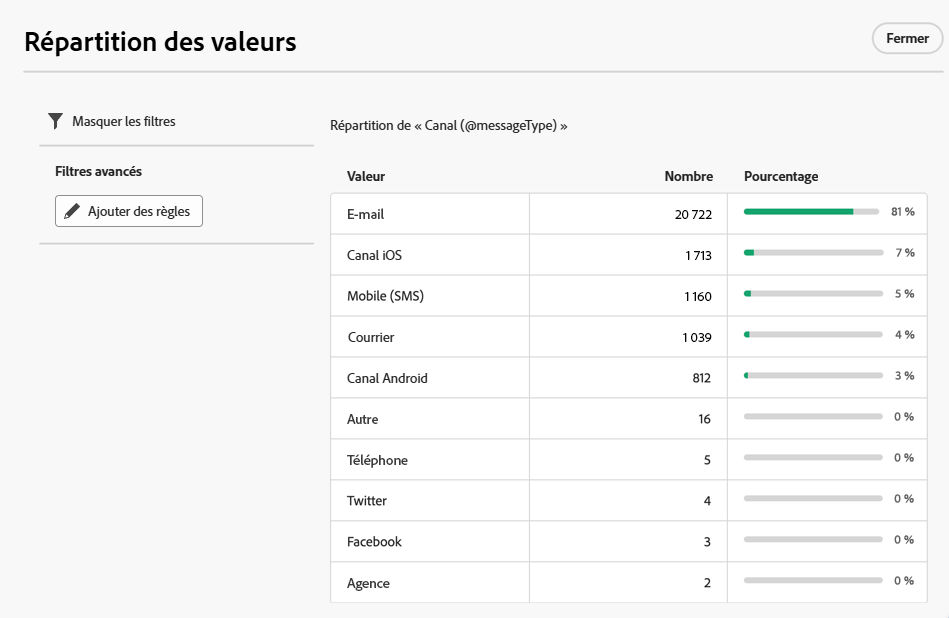 Répartition des valeurs
Fermer
Masquer les filtres
Filtres avancés
Ajouter des règles
Répartition de « Canal (@messageType) »
Valeur Nombre Pourcentage
E-mail 20 722 81 %
Canal iOS 1 713 7 %
Mobile (SMS) 1 160 5 %
Courrier 1 039 4 %
Canal Android 812 3 %
Autre 16 0 %
Téléphone 5 0 %
Twitter 4 0 %
Facebook 3 0 %
Agence 2 0 %